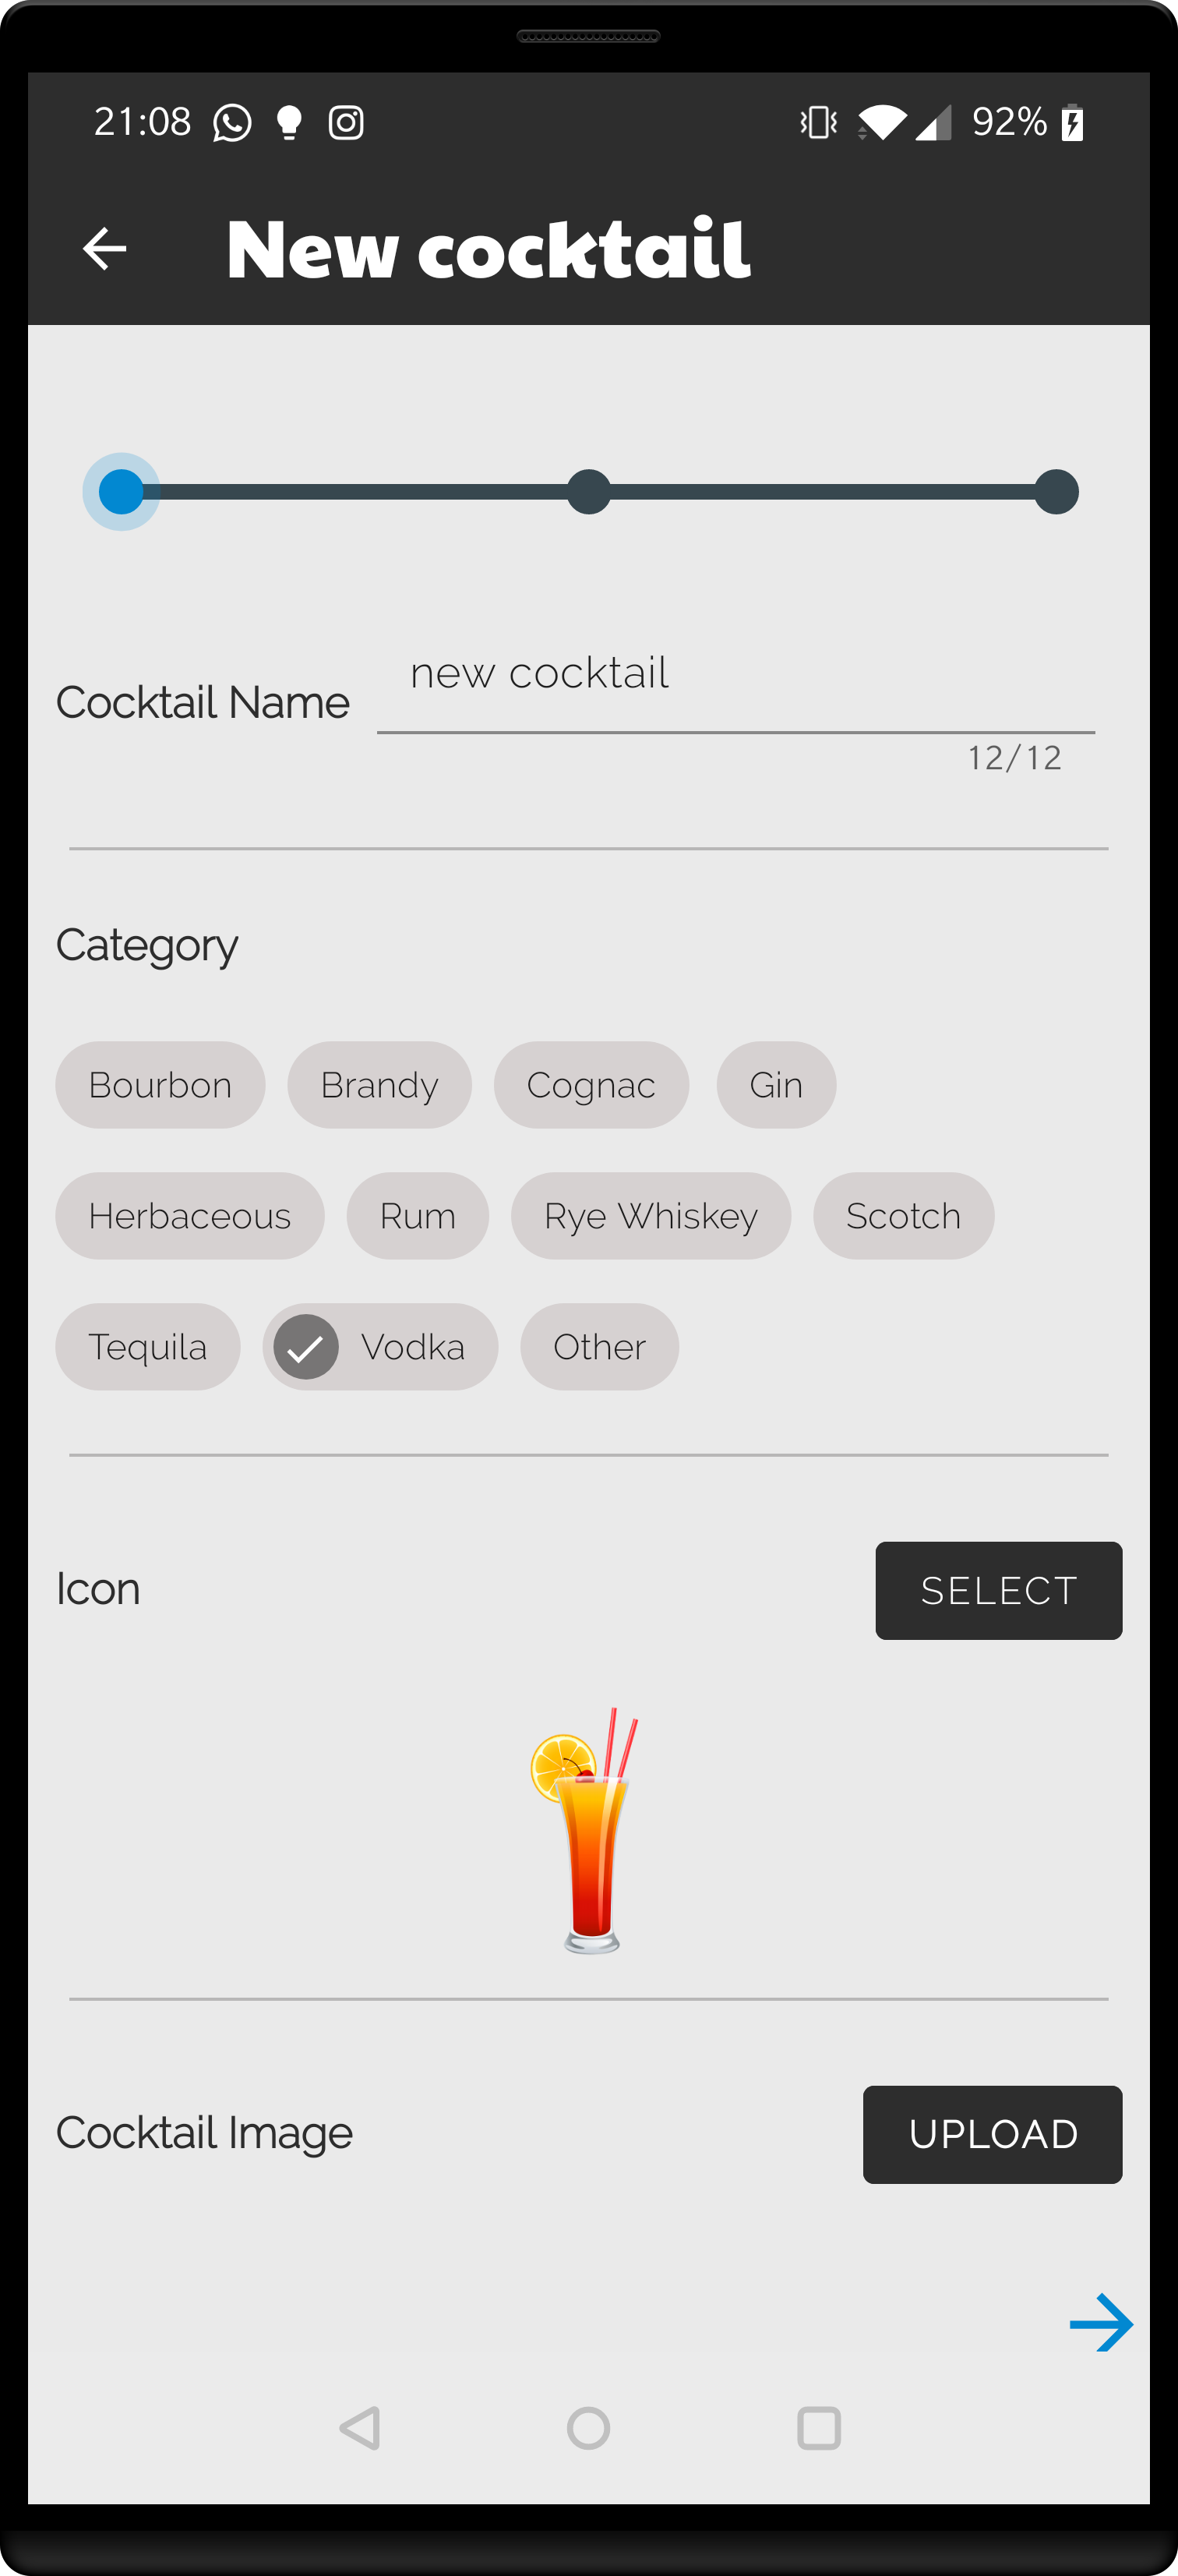 21:08 92%
New cocktail
new cocktail
Cocktail Name
12/12
Category
Bourbon Brandy Cognac Gin
Herbaceous Rum Rye Whiskey Scotch
Tequila Vodka Other
Icon SELECT
Cocktail Image UPLOAD